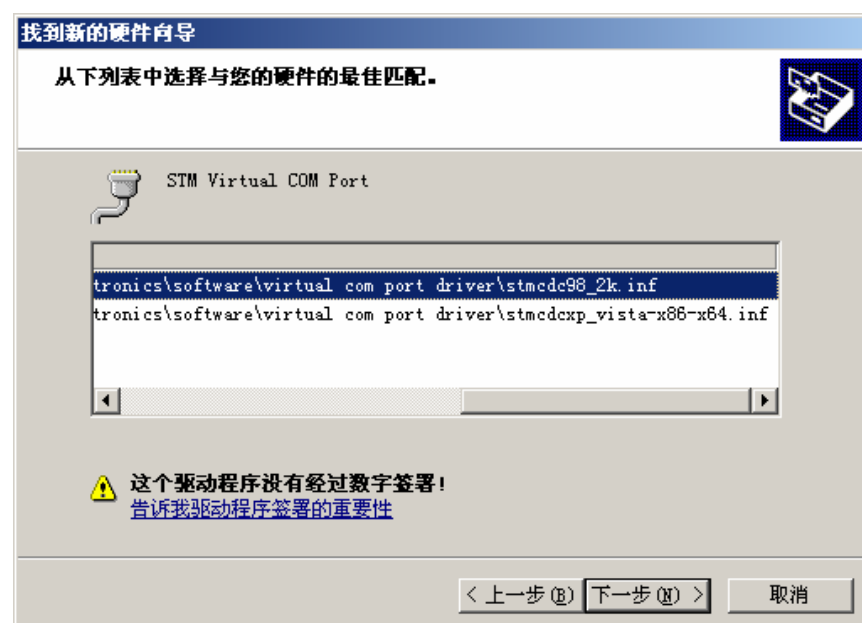 找到新的硬件向导
从下列表中选择与您的硬件的最佳匹配。
STM Virtual COM Port
tronics\software\virtual com port driver\stmcdc98_2k.inf
tronics\software\virtual com port driver\stmcdcxp_vista-x86-x64.inf
这个驱动程序没有经过数字签署!
告诉我驱动程序签署的重要性
< 上一步(B) 下一步(N) > 取消